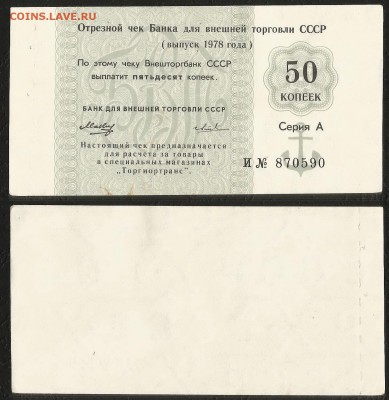 COINS.LAVE.RU
Отрезной чек Банка для внешней торговли СССР
(выпуск 1978 года)
По этому чеку Внешторгбанк СССР
выплатит пятьдесят копеек.
50
КОПЕЕК
БАНК ДЛЯ ВНЕШНЕЙ ТОРГОВЛИ СССР
Серия А
Настоящий чек предназначается
для расчета за товары
в специальных магазинах
"Торгмортранс".
И № 870590